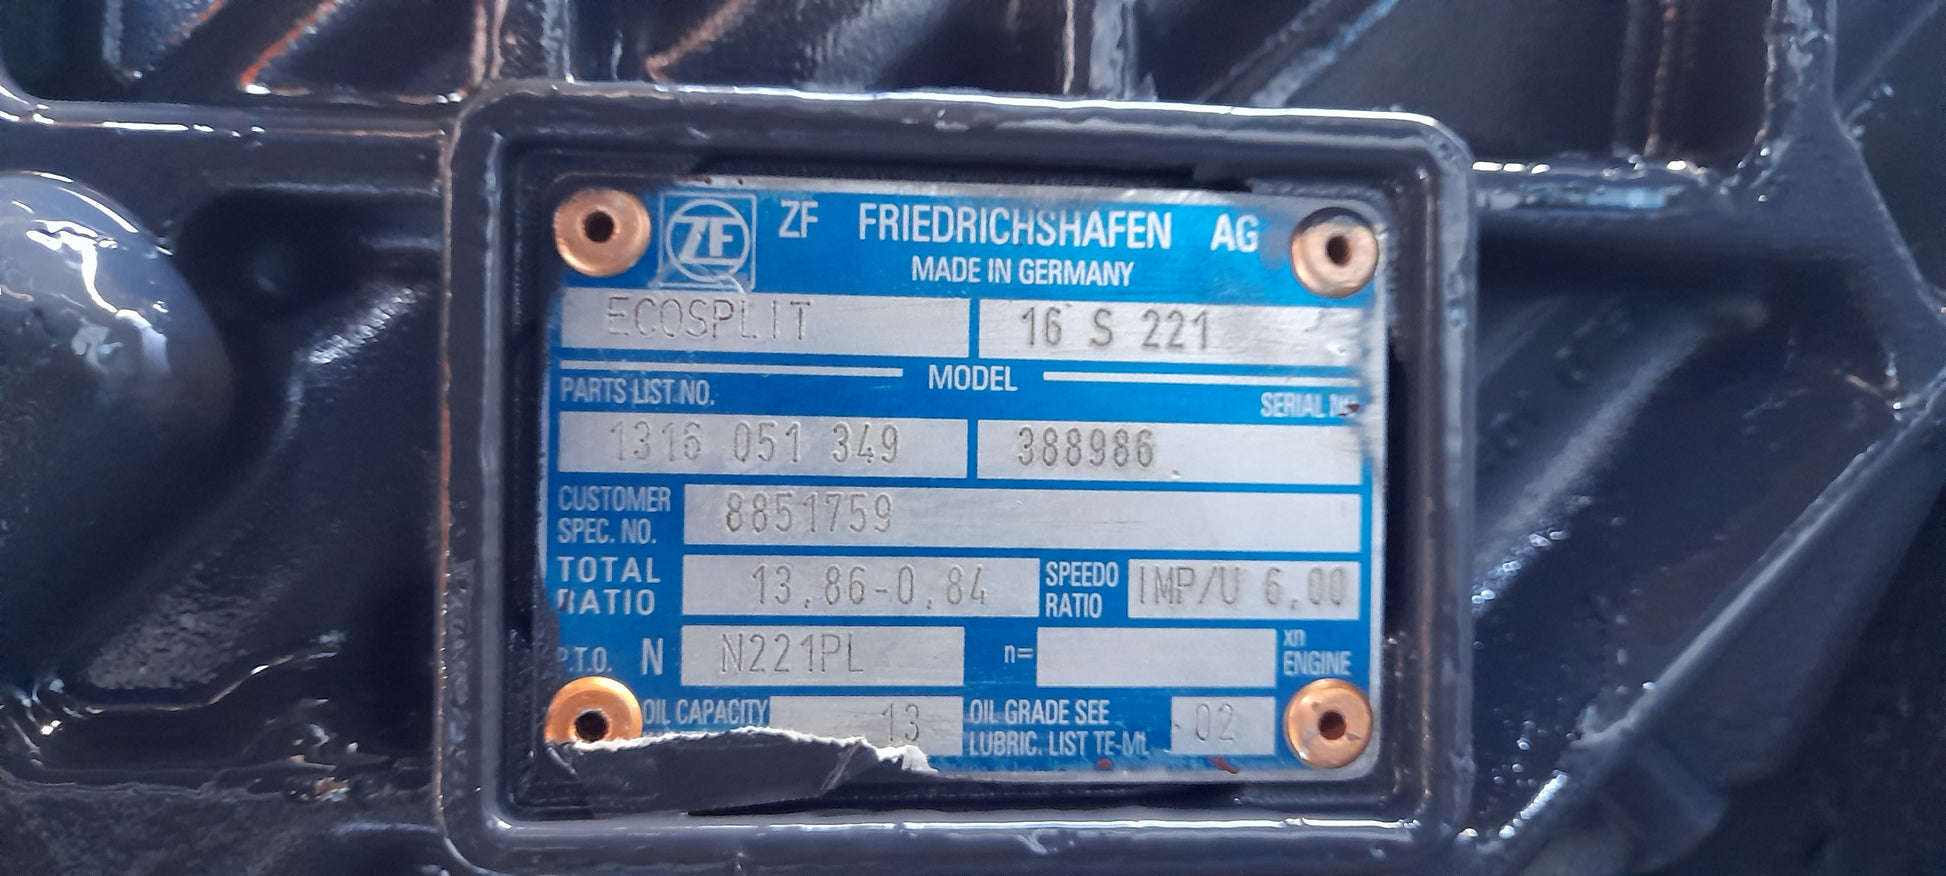 ZF ZF FRIEDRICHSHAFEN AG
MADE IN GERMANY
ECOSPLIT 16 S 221
MODEL
PARTS LIST NO. SERIAL
1316 051 349 388986
CUSTOMER
SPEC. NO. 8851759
TOTAL
RATIO 13,86-0,84 SPEEDO
RATIO IMP/U 6,00
P.T.O. N N221PL n= xn
ENGINE
OIL CAPACITY 13 OIL GRADE SEE
LUBRIC. LIST TE-ML 02